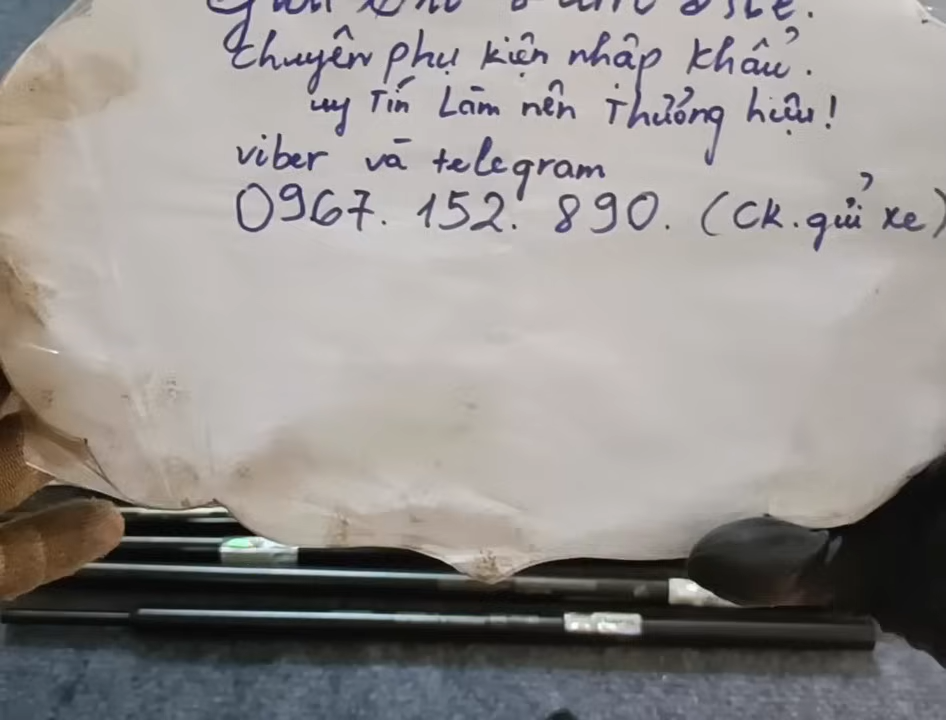 chuyên phụ kiện nhập khẩu.
uy Tín Làm nên Thưởng hiệu!
viber và telegram
0967. 152. 890. (CK. gửi xe)